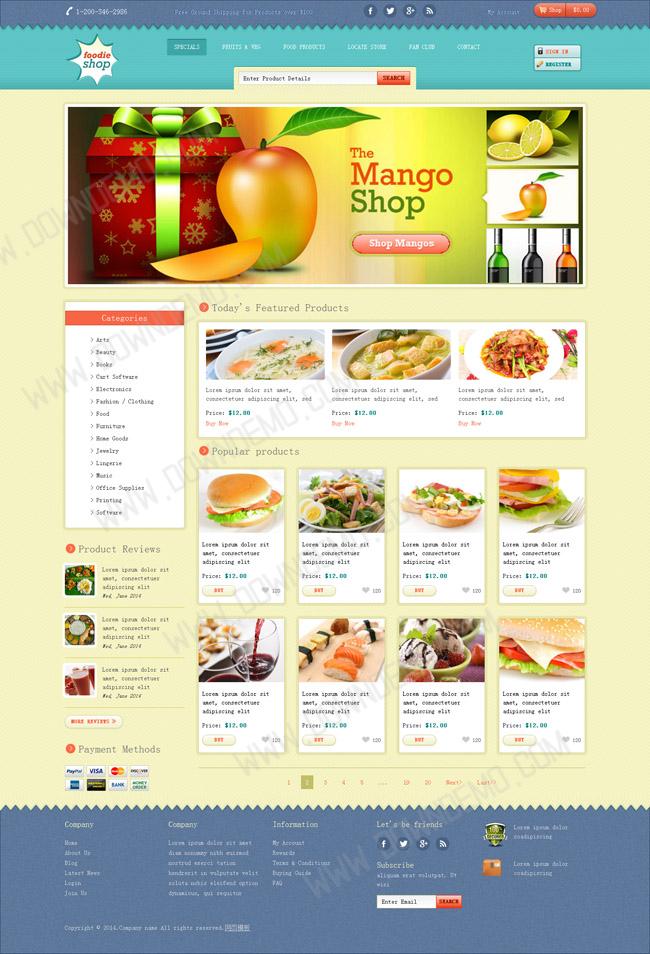 1-200-346-2986
Free Ground Shipping for Products over $100
My Account
Shop
$0.00
foodie
shop
SPECIALS
FRUITS & VEG
FOOD PRODUCTS
LOCATE STORE
FAN CLUB
CONTACT
SIGN IN
REGISTER
Enter Product Details
SEARCH
The
Mango
Shop
Shop Mangos
Categories
Arts
Beauty
Books
Cart Software
Electronics
Fashion / Clothing
Food
Furniture
Home Goods
Jewelry
Lingerie
Music
Office Supplies
Printing
Software
Today's Featured Products
Lorem ipsum dolor sit amet,
consectetuer adipiscing elit, sed
Price: $12.00
Buy Now
Lorem ipsum dolor sit amet,
consectetuer adipiscing elit, sed
Price: $12.00
Buy Now
Lorem ipsum dolor sit amet,
consectetuer adipiscing elit, sed
Price: $12.00
Buy Now
Popular products
Lorem ipsum dolor sit
amet, consectetuer
adipiscing elit
Price: $12.00
BUY
120
Lorem ipsum dolor sit
amet, consectetuer
adipiscing elit
Price: $12.00
BUY
120
Lorem ipsum dolor sit
amet, consectetuer
adipiscing elit
Price: $12.00
BUY
120
Lorem ipsum dolor sit
amet, consectetuer
adipiscing elit
Price: $12.00
BUY
120
Lorem ipsum dolor sit
amet, consectetuer
adipiscing elit
Price: $12.00
BUY
120
Lorem ipsum dolor sit
amet, consectetuer
adipiscing elit
Price: $12.00
BUY
120
Lorem ipsum dolor sit
amet, consectetuer
adipiscing elit
Price: $12.00
BUY
120
Lorem ipsum dolor sit
amet, consectetuer
adipiscing elit
Price: $12.00
BUY
120
1 2 3 4 5 .... 19 20 Next> Last>>
Product Reviews
Lorem ipsum dolor sit
amet, consectetuer
adipiscing elit
Wed, June 2014
Lorem ipsum dolor sit
amet, consectetuer
adipiscing elit
Wed, June 2014
Lorem ipsum dolor sit
amet, consectetuer
adipiscing elit
Wed, June 2014
MORE REVIEWS
Payment Methods
PayPal
VISA
DISCOVER
BANK
MONEY
ORDER
Company
Home
About Us
Blog
Latest News
Login
Join Us
Company
Lorem ipsum dolor sit amet
diam nonummy nibh euismod
nostrud exerci tation
hendrerit in vulputate velit
soluta nobis eleifend option
dynamicus, qui sequitur
Information
My Account
Rewards
Terms & Conditions
Buying Guide
FAQ
Let's be friends
Subscribe
aliquam erat volutpat. Ut
wisi
Enter Email
SEARCH
100%
Lorem ipsum dolor
Lorem ipsum dolor
Copyright © 2014.Company name All rights reserved.网页模板
WWW.DOWNDEMO.COM